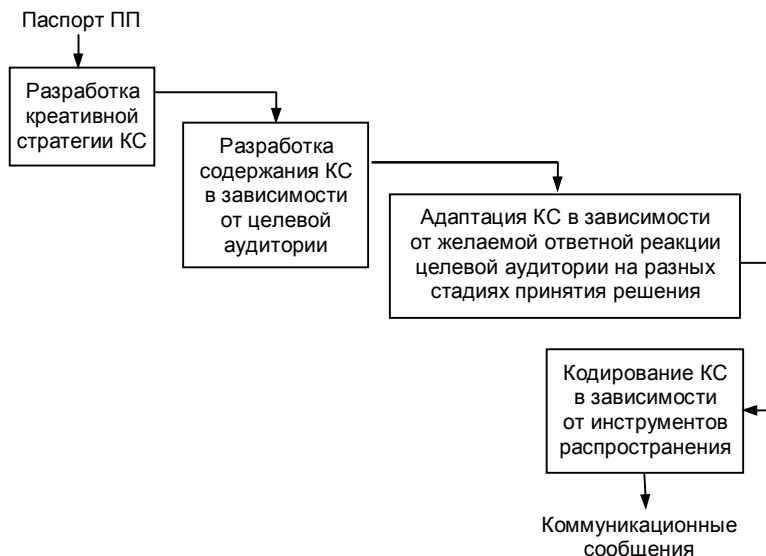 Паспорт ПП
Разработка
креативной
стратегии КС
Разработка
содержания КС
в зависимости
от целевой
аудитории
Адаптация КС в зависимости
от желаемой ответной реакции
целевой аудитории на разных
стадиях принятия решения
Кодирование КС
в зависимости
от инструментов
распространения
Коммуникационные
сообщения